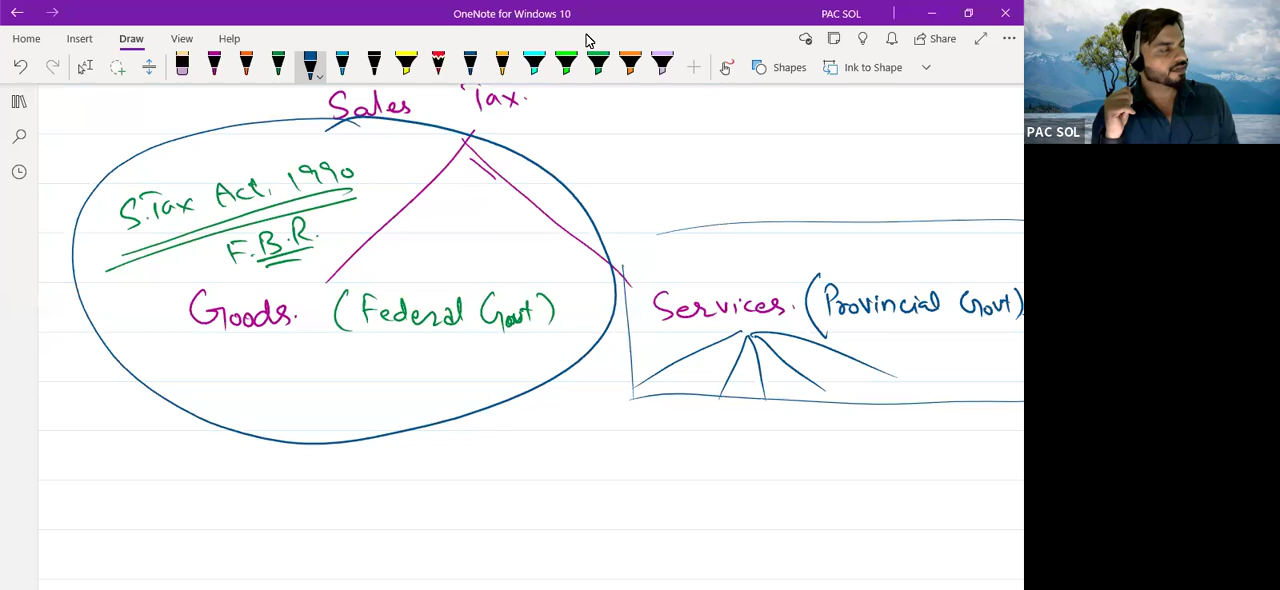 OneNote for Windows 10
PAC SOL
Home Insert Draw View Help
Share
Shapes
Ink to Shape
PAC SOL
Sales Tax.
S.Tax Act, 1990
F.B.R.
Goods. (Federal Govt)
Services. (Provincial Govt)